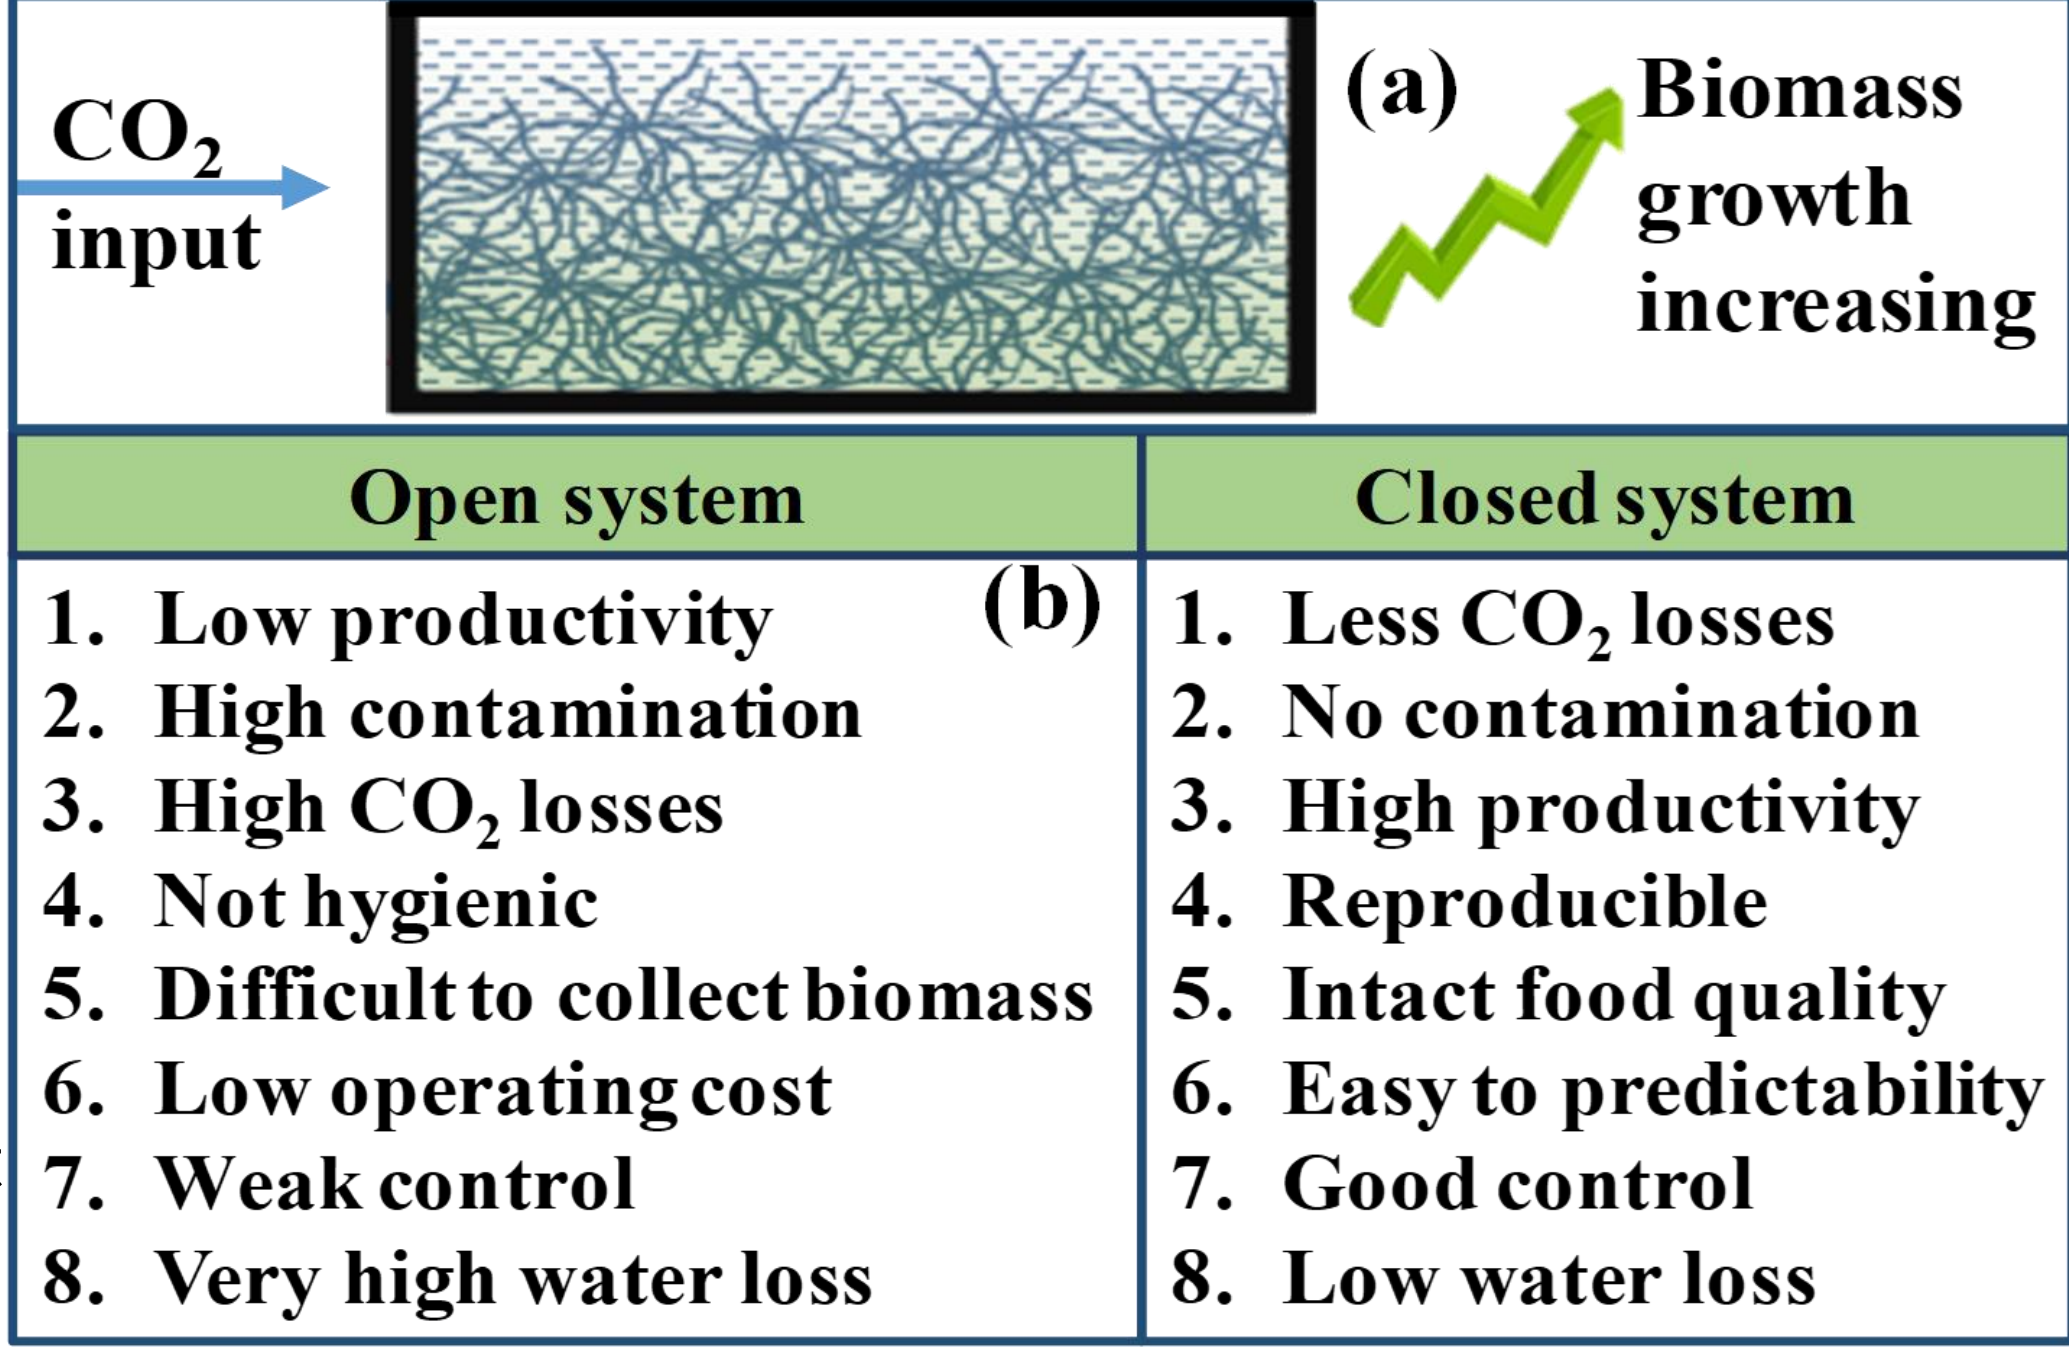 CO₂
input
(a)
Biomass
growth
increasing
Open system
Closed system
(b)
1. Low productivity
2. High contamination
3. High CO₂ losses
4. Not hygienic
5. Difficult to collect biomass
6. Low operating cost
7. Weak control
8. Very high water loss
1. Less CO₂ losses
2. No contamination
3. High productivity
4. Reproducible
5. Intact food quality
6. Easy to predictability
7. Good control
8. Low water loss